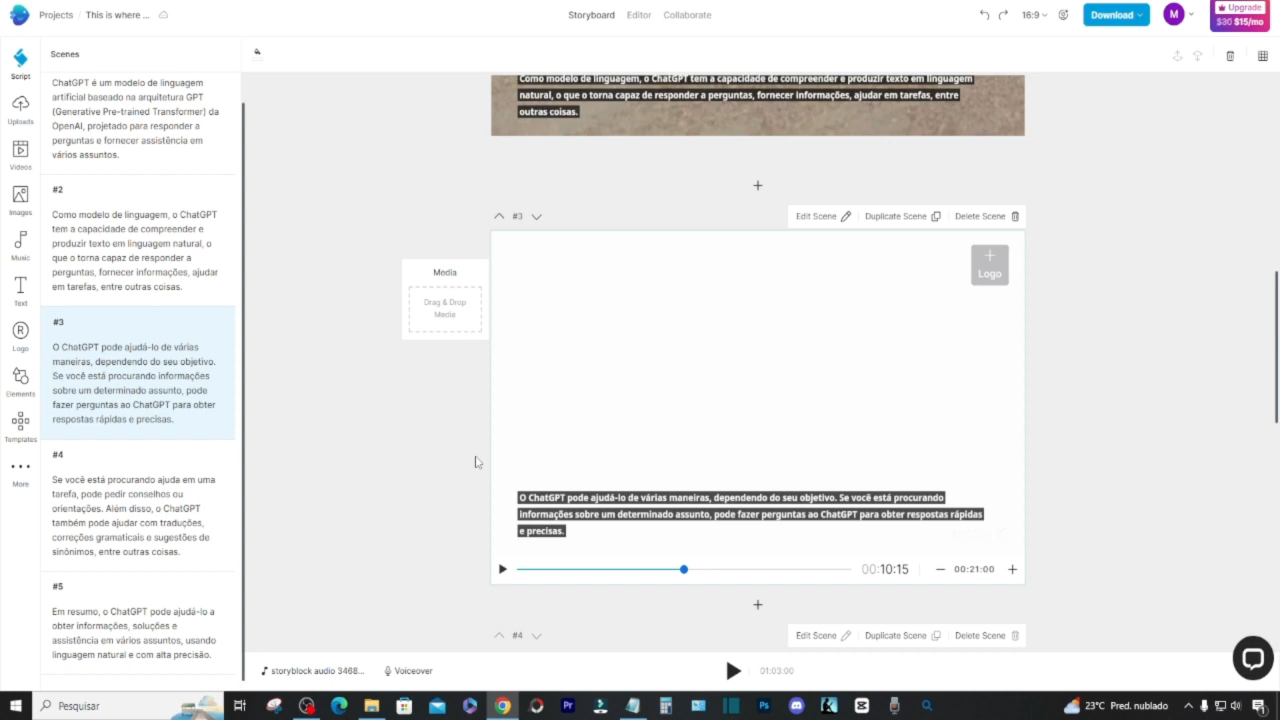 Projects / This is where ...
Storyboard
Editor
Collaborate
16:9
Download
M
Upgrade
$30 $15/mo
Script
Uploads
Videos
Images
Music
Text
Logo
Elements
Templates
More
Scenes
ChatGPT é um modelo de linguagem
artificial baseado na arquitetura GPT
(Generative Pre-trained Transformer) da
OpenAI, projetado para responder a
perguntas e fornecer assistência em
vários assuntos.
#2
Como modelo de linguagem, o ChatGPT
tem a capacidade de compreender e
produzir texto em linguagem natural, o
que o torna capaz de responder a
perguntas, fornecer informações, ajudar
em tarefas, entre outras coisas.
#3
O ChatGPT pode ajudá-lo de várias
maneiras, dependendo do seu objetivo.
Se você está procurando informações
sobre um determinado assunto, pode
fazer perguntas ao ChatGPT para obter
respostas rápidas e precisas.
#4
Se você está procurando ajuda em uma
tarefa, pode pedir conselhos ou
orientações. Além disso, o ChatGPT
também pode ajudar com traduções,
correções gramaticais e sugestões de
sinônimos, entre outras coisas.
#5
Em resumo, o ChatGPT pode ajudá-lo a
obter informações, soluções e
assistência em vários assuntos, usando
linguagem natural e com alta precisão.
Como modelo de linguagem, o ChatGPT tem a capacidade de compreender e produzir texto em linguagem
natural, o que o torna capaz de responder a perguntas, fornecer informações, ajudar em tarefas, entre
outras coisas.
+
#3
Edit Scene
Duplicate Scene
Delete Scene
Media
Drag & Drop
Media
+
Logo
O ChatGPT pode ajudá-lo de várias maneiras, dependendo do seu objetivo. Se você está procurando
informações sobre um determinado assunto, pode fazer perguntas ao ChatGPT para obter respostas rápidas
e precisas.
00:10:15
− 00:21:00 +
+
#4
Edit Scene
Duplicate Scene
Delete Scene
storyblock audio 3468...
Voiceover
01:03:00
Pesquisar
23°C Pred. nublado